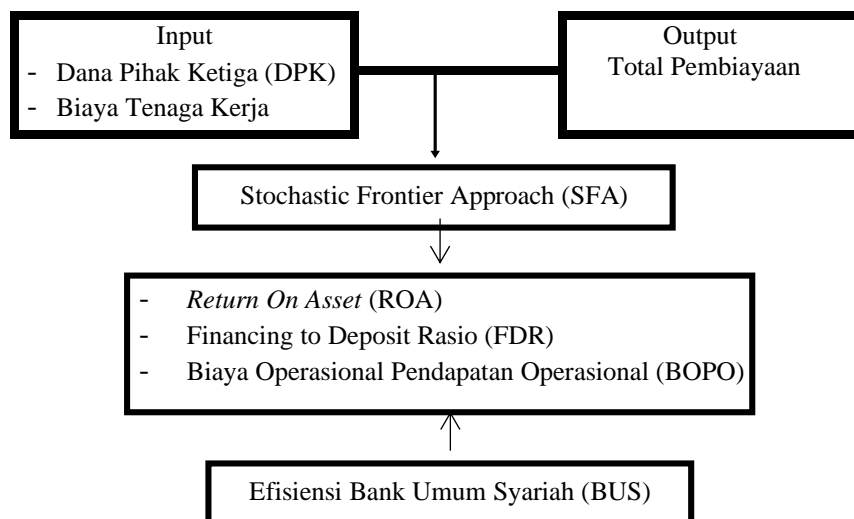 Input
- Dana Pihak Ketiga (DPK)
- Biaya Tenaga Kerja
Output
Total Pembiayaan
Stochastic Frontier Approach (SFA)
- Return On Asset (ROA)
- Financing to Deposit Rasio (FDR)
- Biaya Operasional Pendapatan Operasional (BOPO)
Efisiensi Bank Umum Syariah (BUS)